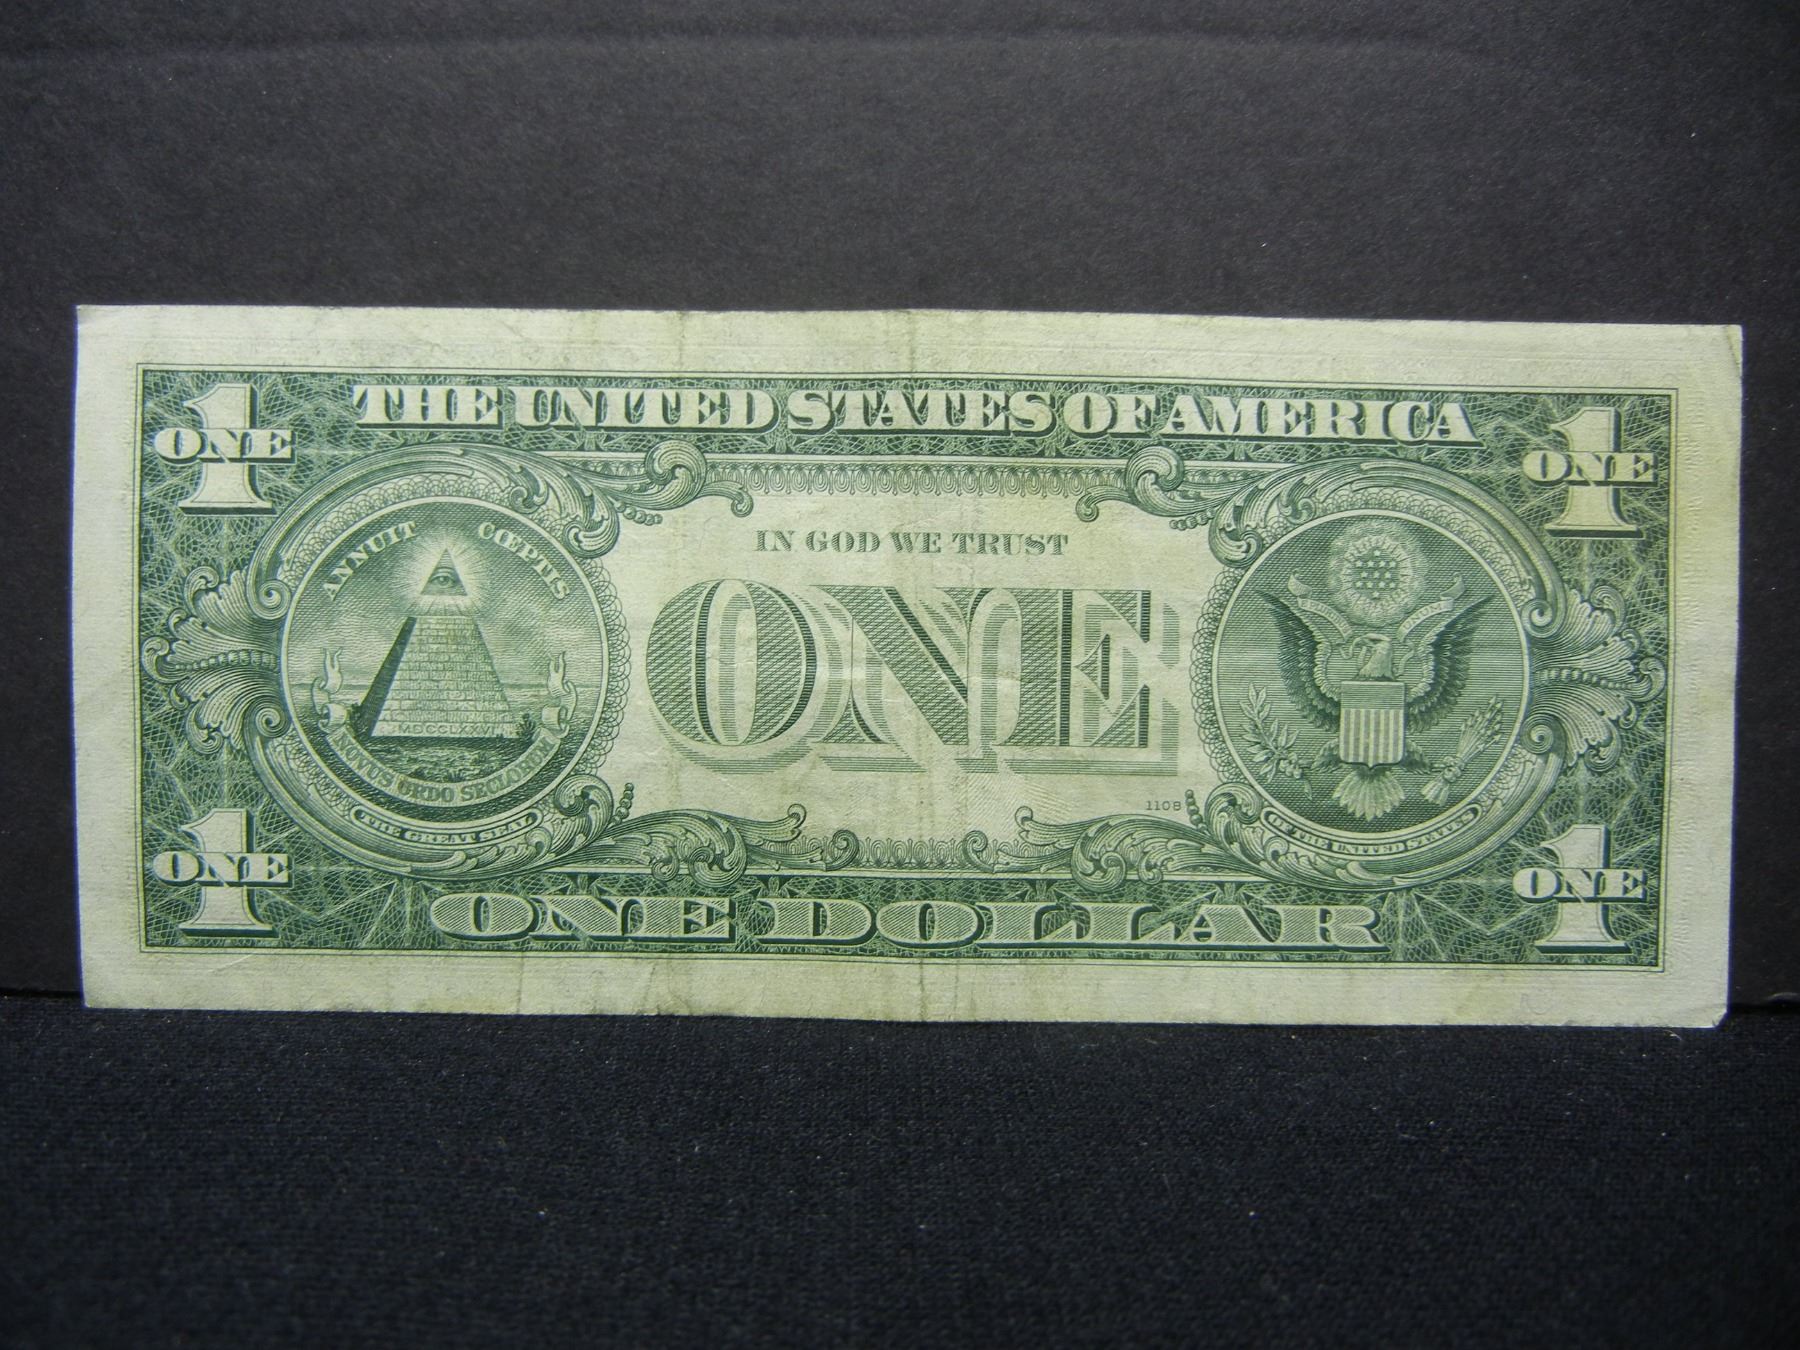 THE UNITED STATES OF AMERICA
1
ONE
1
ONE
ANNUIT CŒPTIS
IN GOD WE TRUST
ONE
MDCCLXXVI
NOVUS ORDO SECLORUM
THE GREAT SEAL
1108
OF THE UNITED STATES
1
ONE
1
ONE
ONE DOLLAR